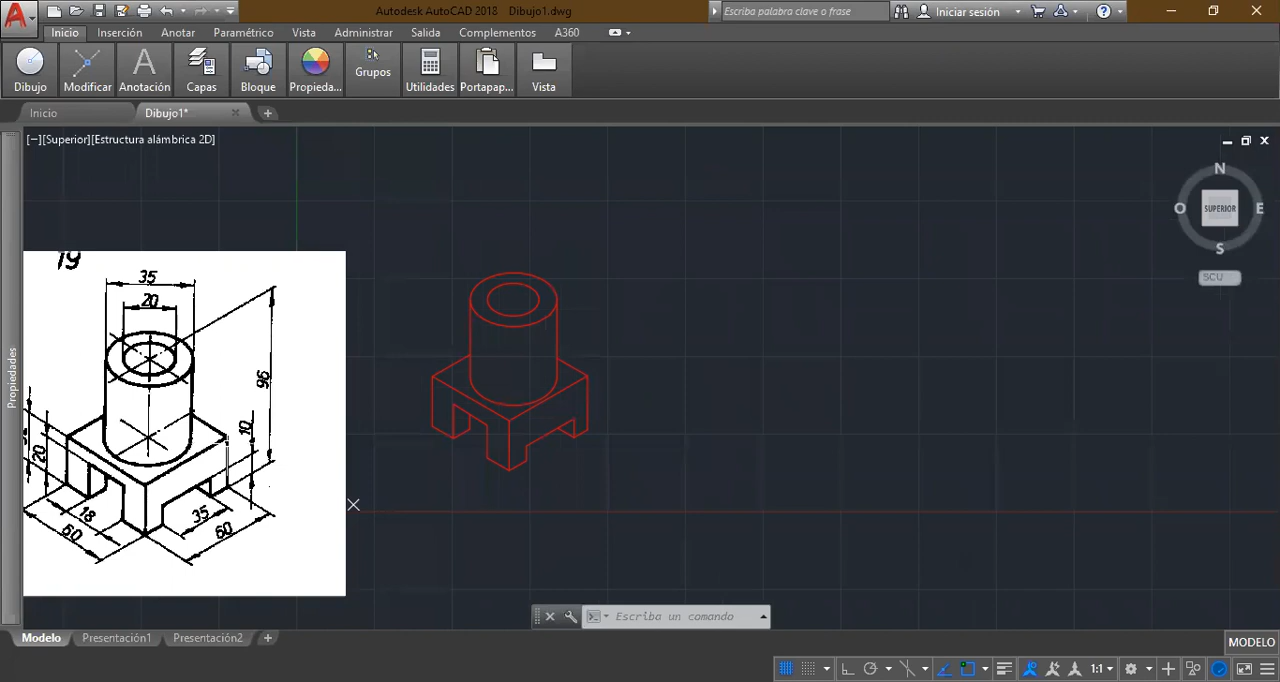 Autodesk AutoCAD 2018 Dibujo1.dwg
Escriba palabra clave o frase
Iniciar sesión
Inicio Inserción Anotar Paramétrico Vista Administrar Salida Complementos A360
Dibujo Modificar Anotación Capas Bloque Propieda... Grupos Utilidades Portapap... Vista
Inicio Dibujo1*
[−][Superior][Estructura alámbrica 2D]
N
O SUPERIOR E
S
SCU
Propiedades
19
35
20
96
10
20
18
60
35
60
Escriba un comando
Modelo Presentación1 Presentación2
MODELO
1:1